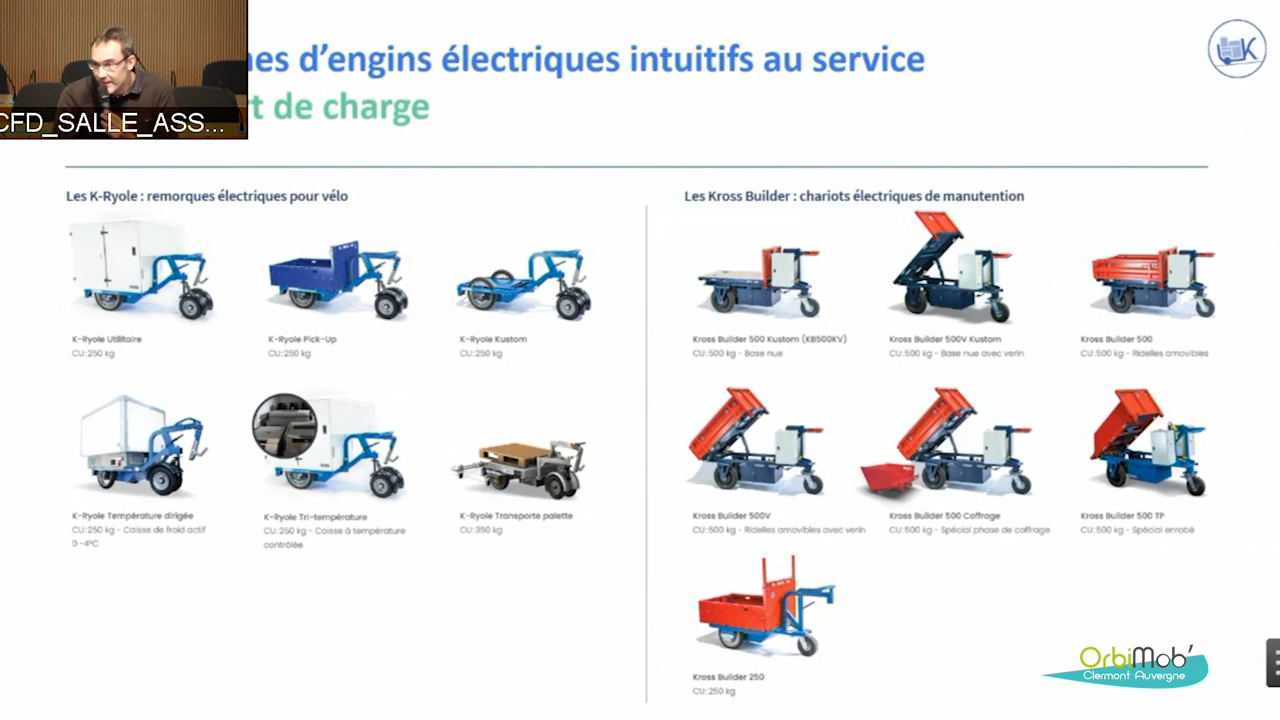 nes d'engins électriques intuitifs au service
t de charge
K
CFD_SALLE_ASS...
Les K-Ryole : remorques électriques pour vélo
Les Kross Builder : chariots électriques de manutention
K-Ryole Utilitaire
CU:250 kg
K-Ryole Pick-Up
CU:250 kg
K-Ryole Kustom
CU:250 kg
K-Ryole Température dirigée
CU:250 kg - Caisse de froid actif
0 -4°C
K-Ryole Tri-température
CU:250 kg - Caisse à température
contrôlée
K-Ryole Transporte palette
CU:350 kg
Kross Builder 500 Kustom (KB500KV)
CU:500 kg - Base nue
Kross Builder 500V Kustom
CU:500 kg - Base nue avec verin
Kross Builder 500
CU:500 kg - Ridelles amovibles
Kross Builder 500V
CU:500 kg - Ridelles amovibles avec verin
Kross Builder 500 Coffrage
CU:500 kg - Spécial phase de coffrage
Kross Builder 500 TP
CU:500 kg - Spécial enrobé
Kross Builder 250
CU:250 kg
OrbiMob'
Clermont Auvergne